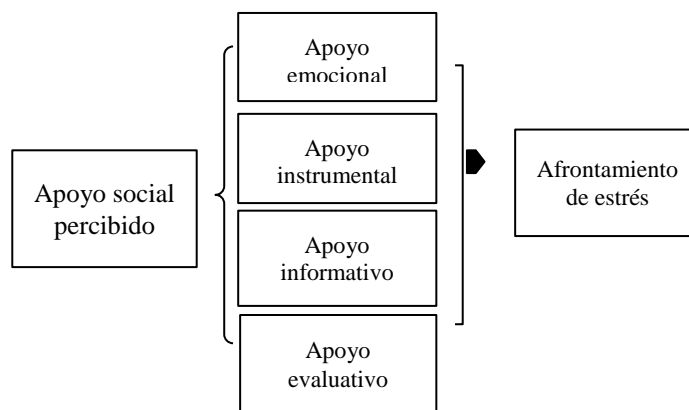 Apoyo
emocional
Apoyo
instrumental
Apoyo social
percibido
Apoyo
informativo
Apoyo
evaluativo
Afrontamiento
de estrés